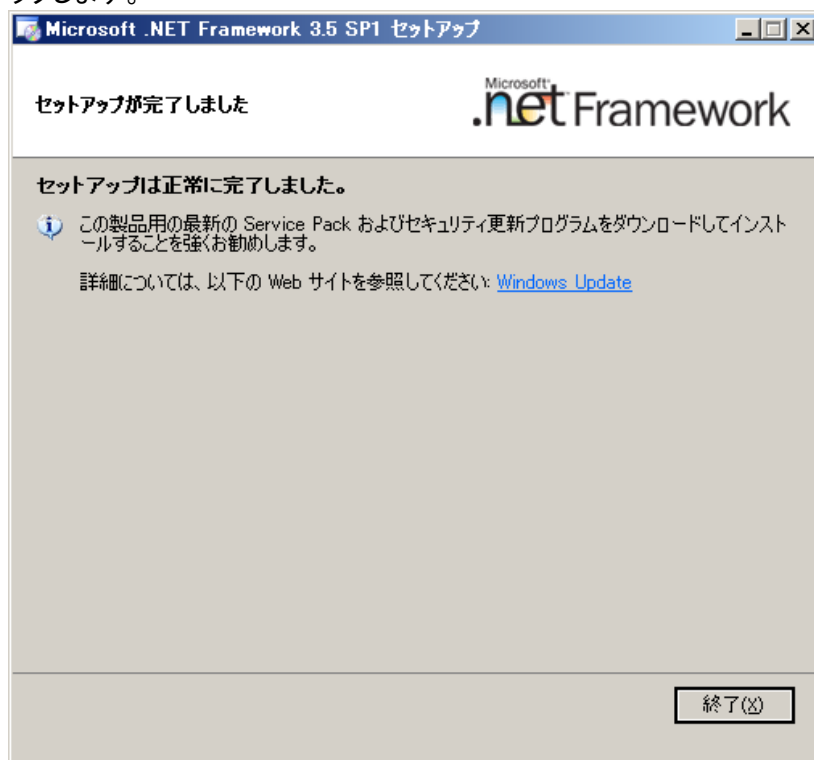 ックします。
Microsoft .NET Framework 3.5 SP1 セットアップ
セットアップが完了しました
Microsoft
.net Framework
セットアップは正常に完了しました。
この製品用の最新の Service Pack およびセキュリティ更新プログラムをダウンロードしてインスト
ールすることを強くお勧めします。
詳細については、以下の Web サイトを参照してください: Windows Update
終了(X)